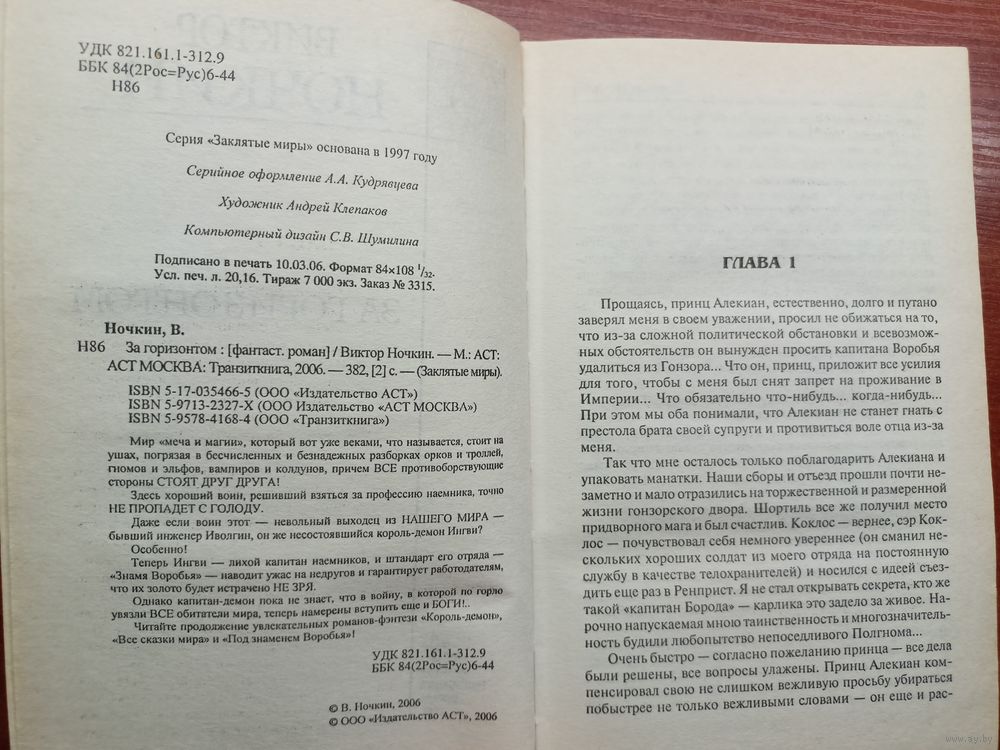 УДК 821.161.1-312.9
ББК 84(2Рос=Рус)6-44
Н86
Серия «Заклятые миры» основана в 1997 году
Серийное оформление А.А. Кудрявцева
Художник Андрей Клепаков
Компьютерный дизайн С.В. Шумилина
Подписано в печать 10.03.06. Формат 84×108 1/32.
Усл. печ. л. 20,16. Тираж 7 000 экз. Заказ № 3315.
Ночкин, В.
Н86 За горизонтом : [фантаст. роман] / Виктор Ночкин. — М.: АСТ:
АСТ МОСКВА: Транзиткнига, 2006. — 382, [2] с. — (Заклятые миры).
ISBN 5-17-035466-5 (ООО «Издательство АСТ»)
ISBN 5-9713-2327-X (ООО Издательство «АСТ МОСКВА»)
ISBN 5-9578-4168-4 (ООО «Транзиткнига»)
Мир «меча и магии», который вот уже веками, что называется, стоит на
ушах, погрязая в бесчисленных и безнадежных разборках орков и троллей,
гномов и эльфов, вампиров и колдунов, причем ВСЕ противоборствующие
стороны СТОЯТ ДРУГ ДРУГА!
Здесь хороший воин, решивший взяться за профессию наемника, точно
НЕ ПРОПАДЕТ С ГОЛОДУ.
Даже если воин этот — невольный выходец из НАШЕГО МИРА —
бывший инженер Иволгин, он же несостоявшийся король-демон Ингви?
Особенно!
Теперь Ингви — лихой капитан наемников, и штандарт его отряда —
«Знамя Воробья» — наводит ужас на недругов и гарантирует работодателям,
что их золото будет истрачено НЕ ЗРЯ.
Однако капитан-демон пока не знает, что в войну, в которой по горло
увязли ВСЕ обитатели мира, теперь намерены вступить еще и БОГИ!..
Читайте продолжение увлекательных романов-фэнтези «Король-демон»,
«Все сказки мира» и «Под знаменем Воробья»!
УДК 821.161.1-312.9
ББК 84(2Рос=Рус)6-44
© В. Ночкин, 2006
© ООО «Издательство АСТ», 2006
ГЛАВА 1
Прощаясь, принц Алекиан, естественно, долго и путано
заверял меня в своем уважении, просил не обижаться на то,
что из-за сложной политической обстановки и всевозмож-
ных обстоятельств он вынужден просить капитана Воробья
удалиться из Гонзора... Что он, принц, приложит все усилия
для того, чтобы с меня был снят запрет на проживание в
Империи... Что обязательно что-нибудь... когда-нибудь...
При этом мы оба понимали, что Алекиан не станет гнать с
престола брата своей супруги и противиться воле отца из-за
меня.
Так что мне осталось только поблагодарить Алекиана и
упаковать манатки. Наши сборы и отъезд прошли почти не-
заметно и мало отразились на торжественной и размеренной
жизни гонзорского двора. Шортиль все же получил место
придворного мага и был счастлив. Коклос — вернее, сэр Кок-
лос — почувствовал себя немного увереннее (он сманил не-
скольких хороших солдат из моего отряда на постоянную
службу в качестве телохранителей) и носился с идеей съез-
дить еще раз в Ренприст. Я не стал открывать секрета, кто же
такой «капитан Борода» — карлика это задело за живое. На-
рочно напускаемая мною таинственность и многозначитель-
ность будили любопытство непоседливого Полгнома...
Очень быстро — согласно пожеланию принца — все дела
были решены, все вопросы улажены. Принц Алекиан ком-
пенсировал свою не слишком вежливую просьбу убираться
побыстрее не только вежливыми словами — он еще и рас-
www.ay.by